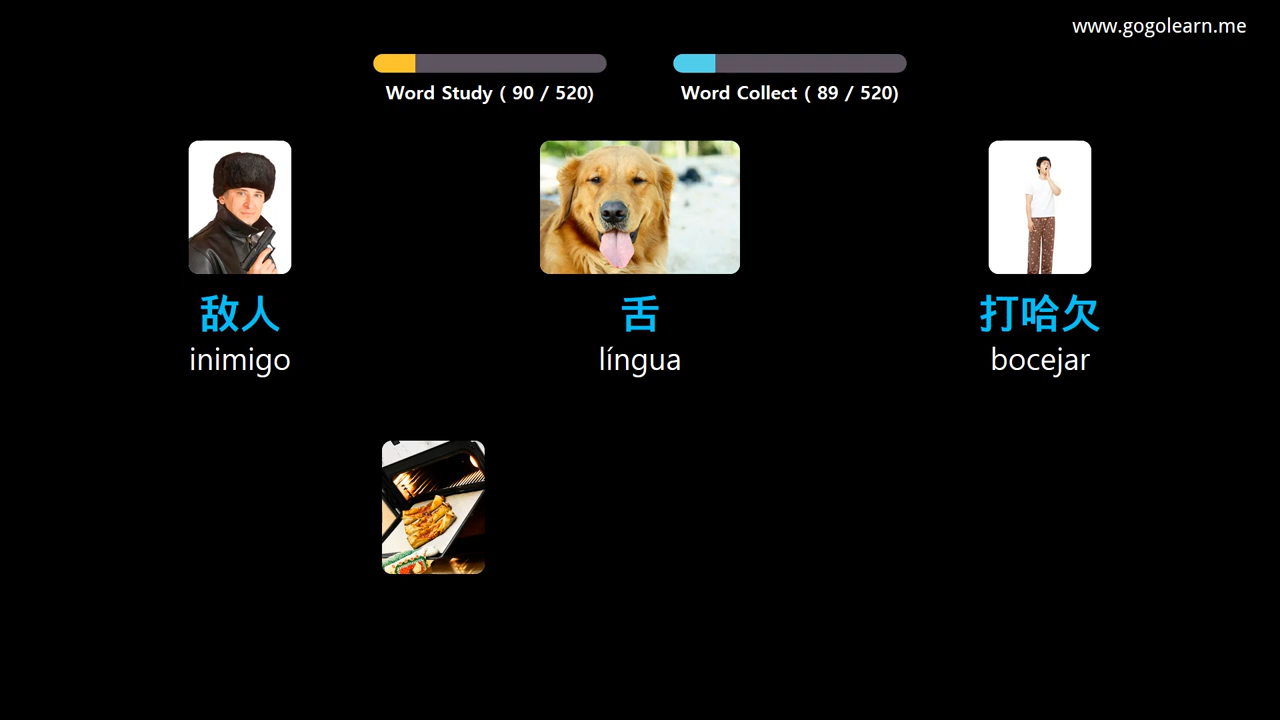 www.gogolearn.me
Word Study ( 90 / 520)
Word Collect ( 89 / 520)
敌人
inimigo
舌
língua
打哈欠
bocejar